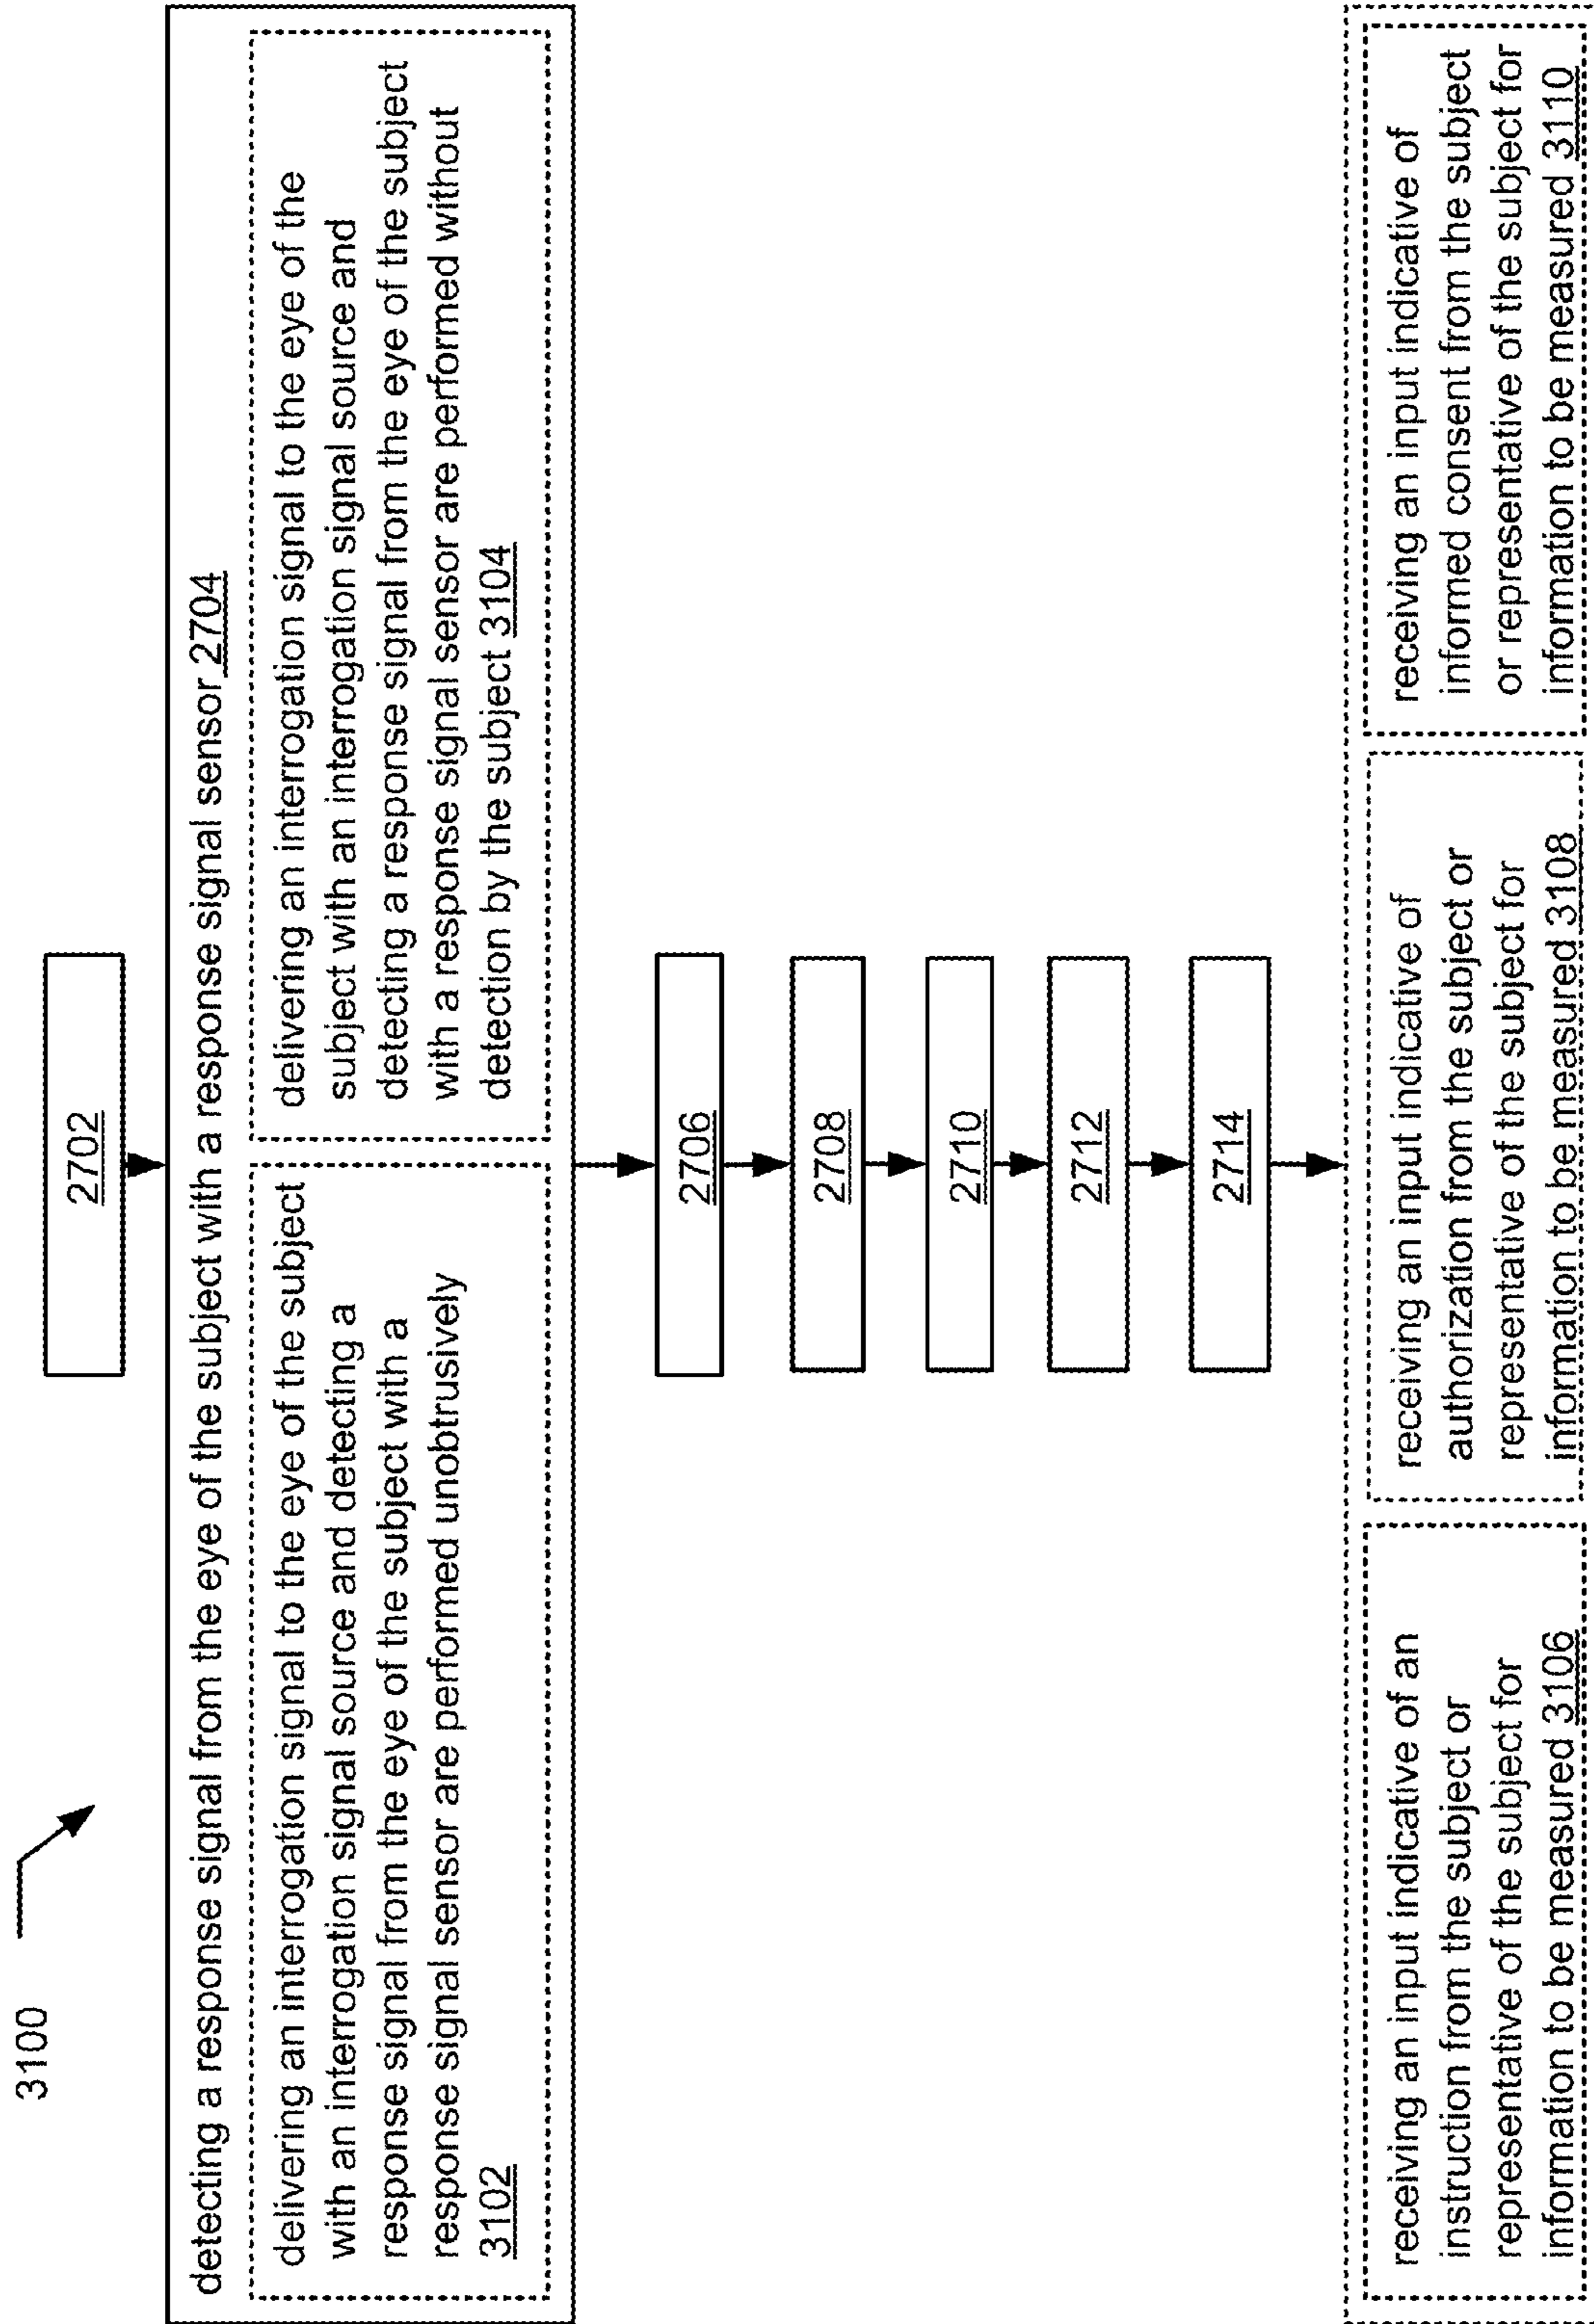 3100
2702
detecting a response signal from the eye of the subject with a response signal sensor 2704
delivering an interrogation signal to the eye of the subject
with an interrogation signal source and detecting a
response signal from the eye of the subject with a
response signal sensor are performed unobtrusively
3102
delivering an interrogation signal to the eye of the
subject with an interrogation signal source and
detecting a response signal from the eye of the subject
with a response signal sensor are performed without
detection by the subject 3104
2706
2708
2710
2712
2714
receiving an input indicative of an
instruction from the subject or
representative of the subject for
information to be measured 3106
receiving an input indicative of
authorization from the subject or
representative of the subject for
information to be measured 3108
receiving an input indicative of
informed consent from the subject
or representative of the subject for
information to be measured 3110